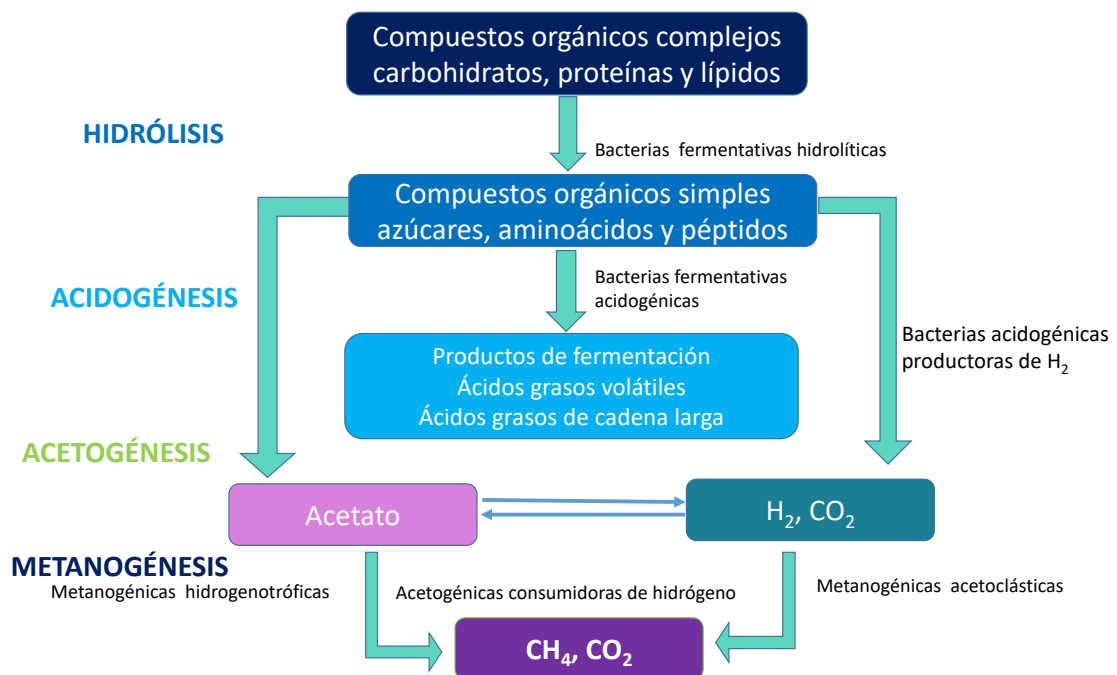 Compuestos orgánicos complejos
carbohidratos, proteínas y lípidos
HIDRÓLISIS
Bacterias fermentativas hidrolíticas
Compuestos orgánicos simples
azúcares, aminoácidos y péptidos
ACIDOGÉNESIS
Bacterias fermentativas
acidogénicas
Bacterias acidogénicas
productoras de H₂
Productos de fermentación
Ácidos grasos volátiles
Ácidos grasos de cadena larga
ACETOGÉNESIS
Acetato
H₂, CO₂
METANOGÉNESIS
Metanogénicas hidrogenotróficas
Acetogénicas consumidoras de hidrógeno
Metanogénicas acetoclásticas
CH₄, CO₂